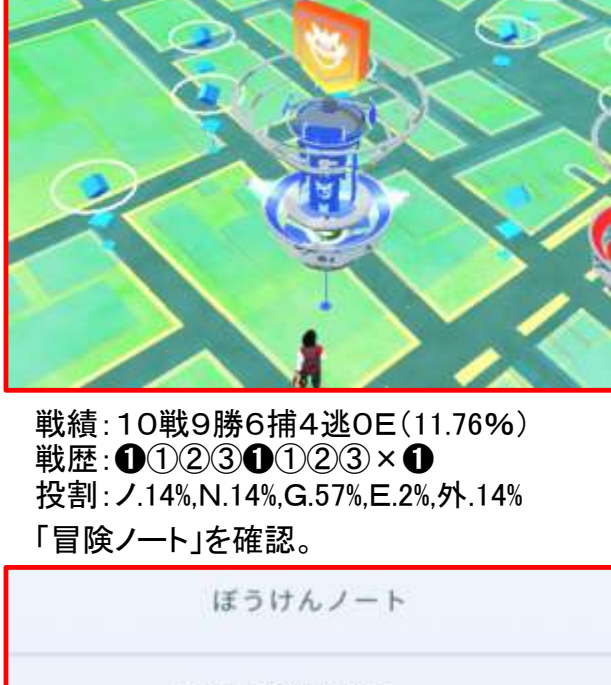 戦績:10戦9勝6捕4逃0E(11.76%)
戦歴:❶①②③❶①②③×❶
投割:ノ.14%,N.14%,G.57%,E.2%,外.14%
「冒険ノート」を確認。
ぼうけんノート